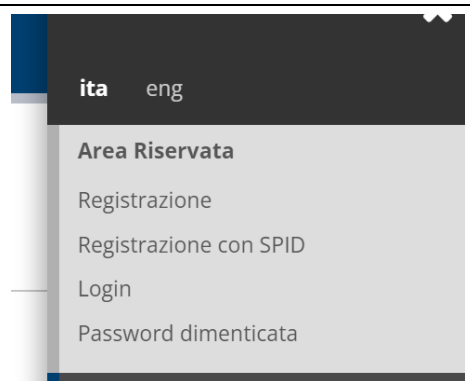 ita eng
Area Riservata
Registrazione
Registrazione con SPID
Login
Password dimenticata